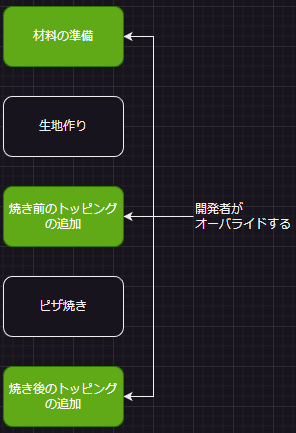 材料の準備
生地作り
焼き前のトッピング
の追加
開発者が
オーバライドする
ピザ焼き
焼き後のトッピング
の追加